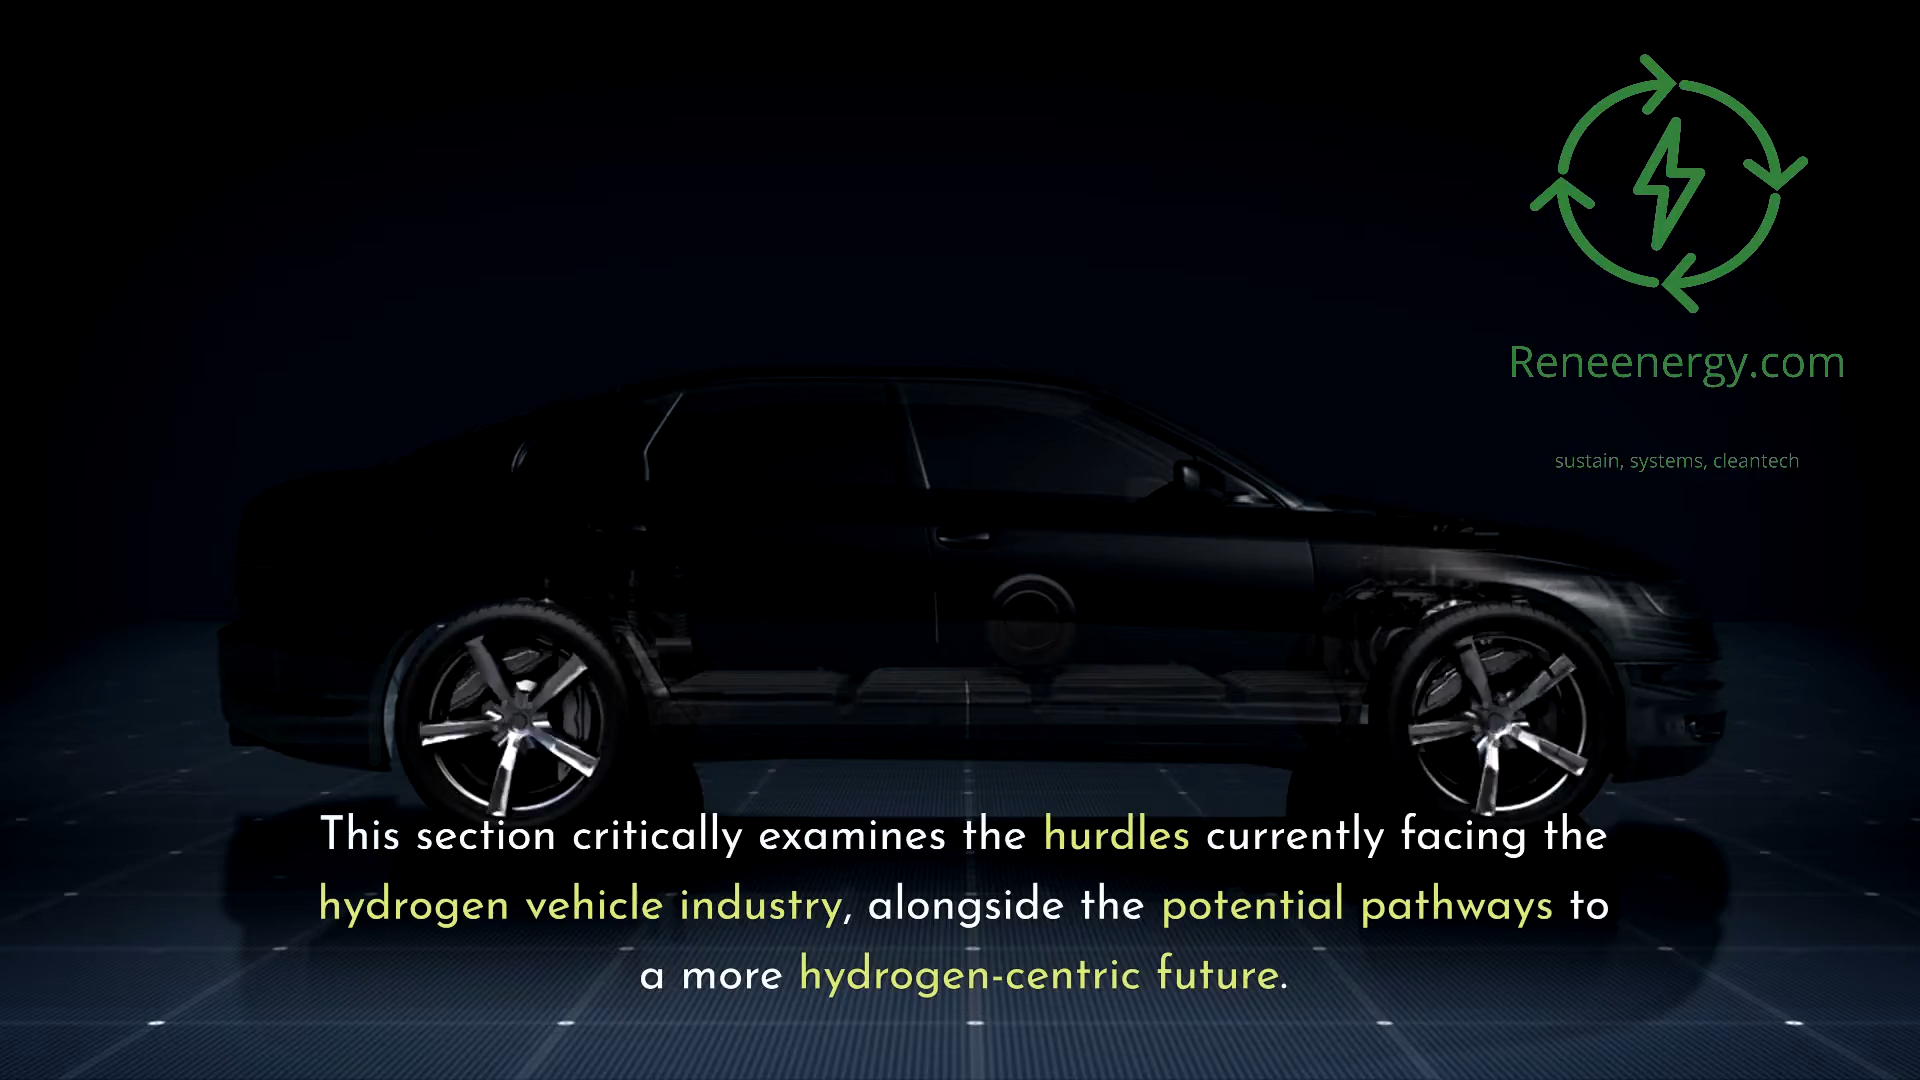 Reneenergy.com
sustain, systems, cleantech
This section critically examines the hurdles currently facing the
hydrogen vehicle industry, alongside the potential pathways to
a more hydrogen-centric future.